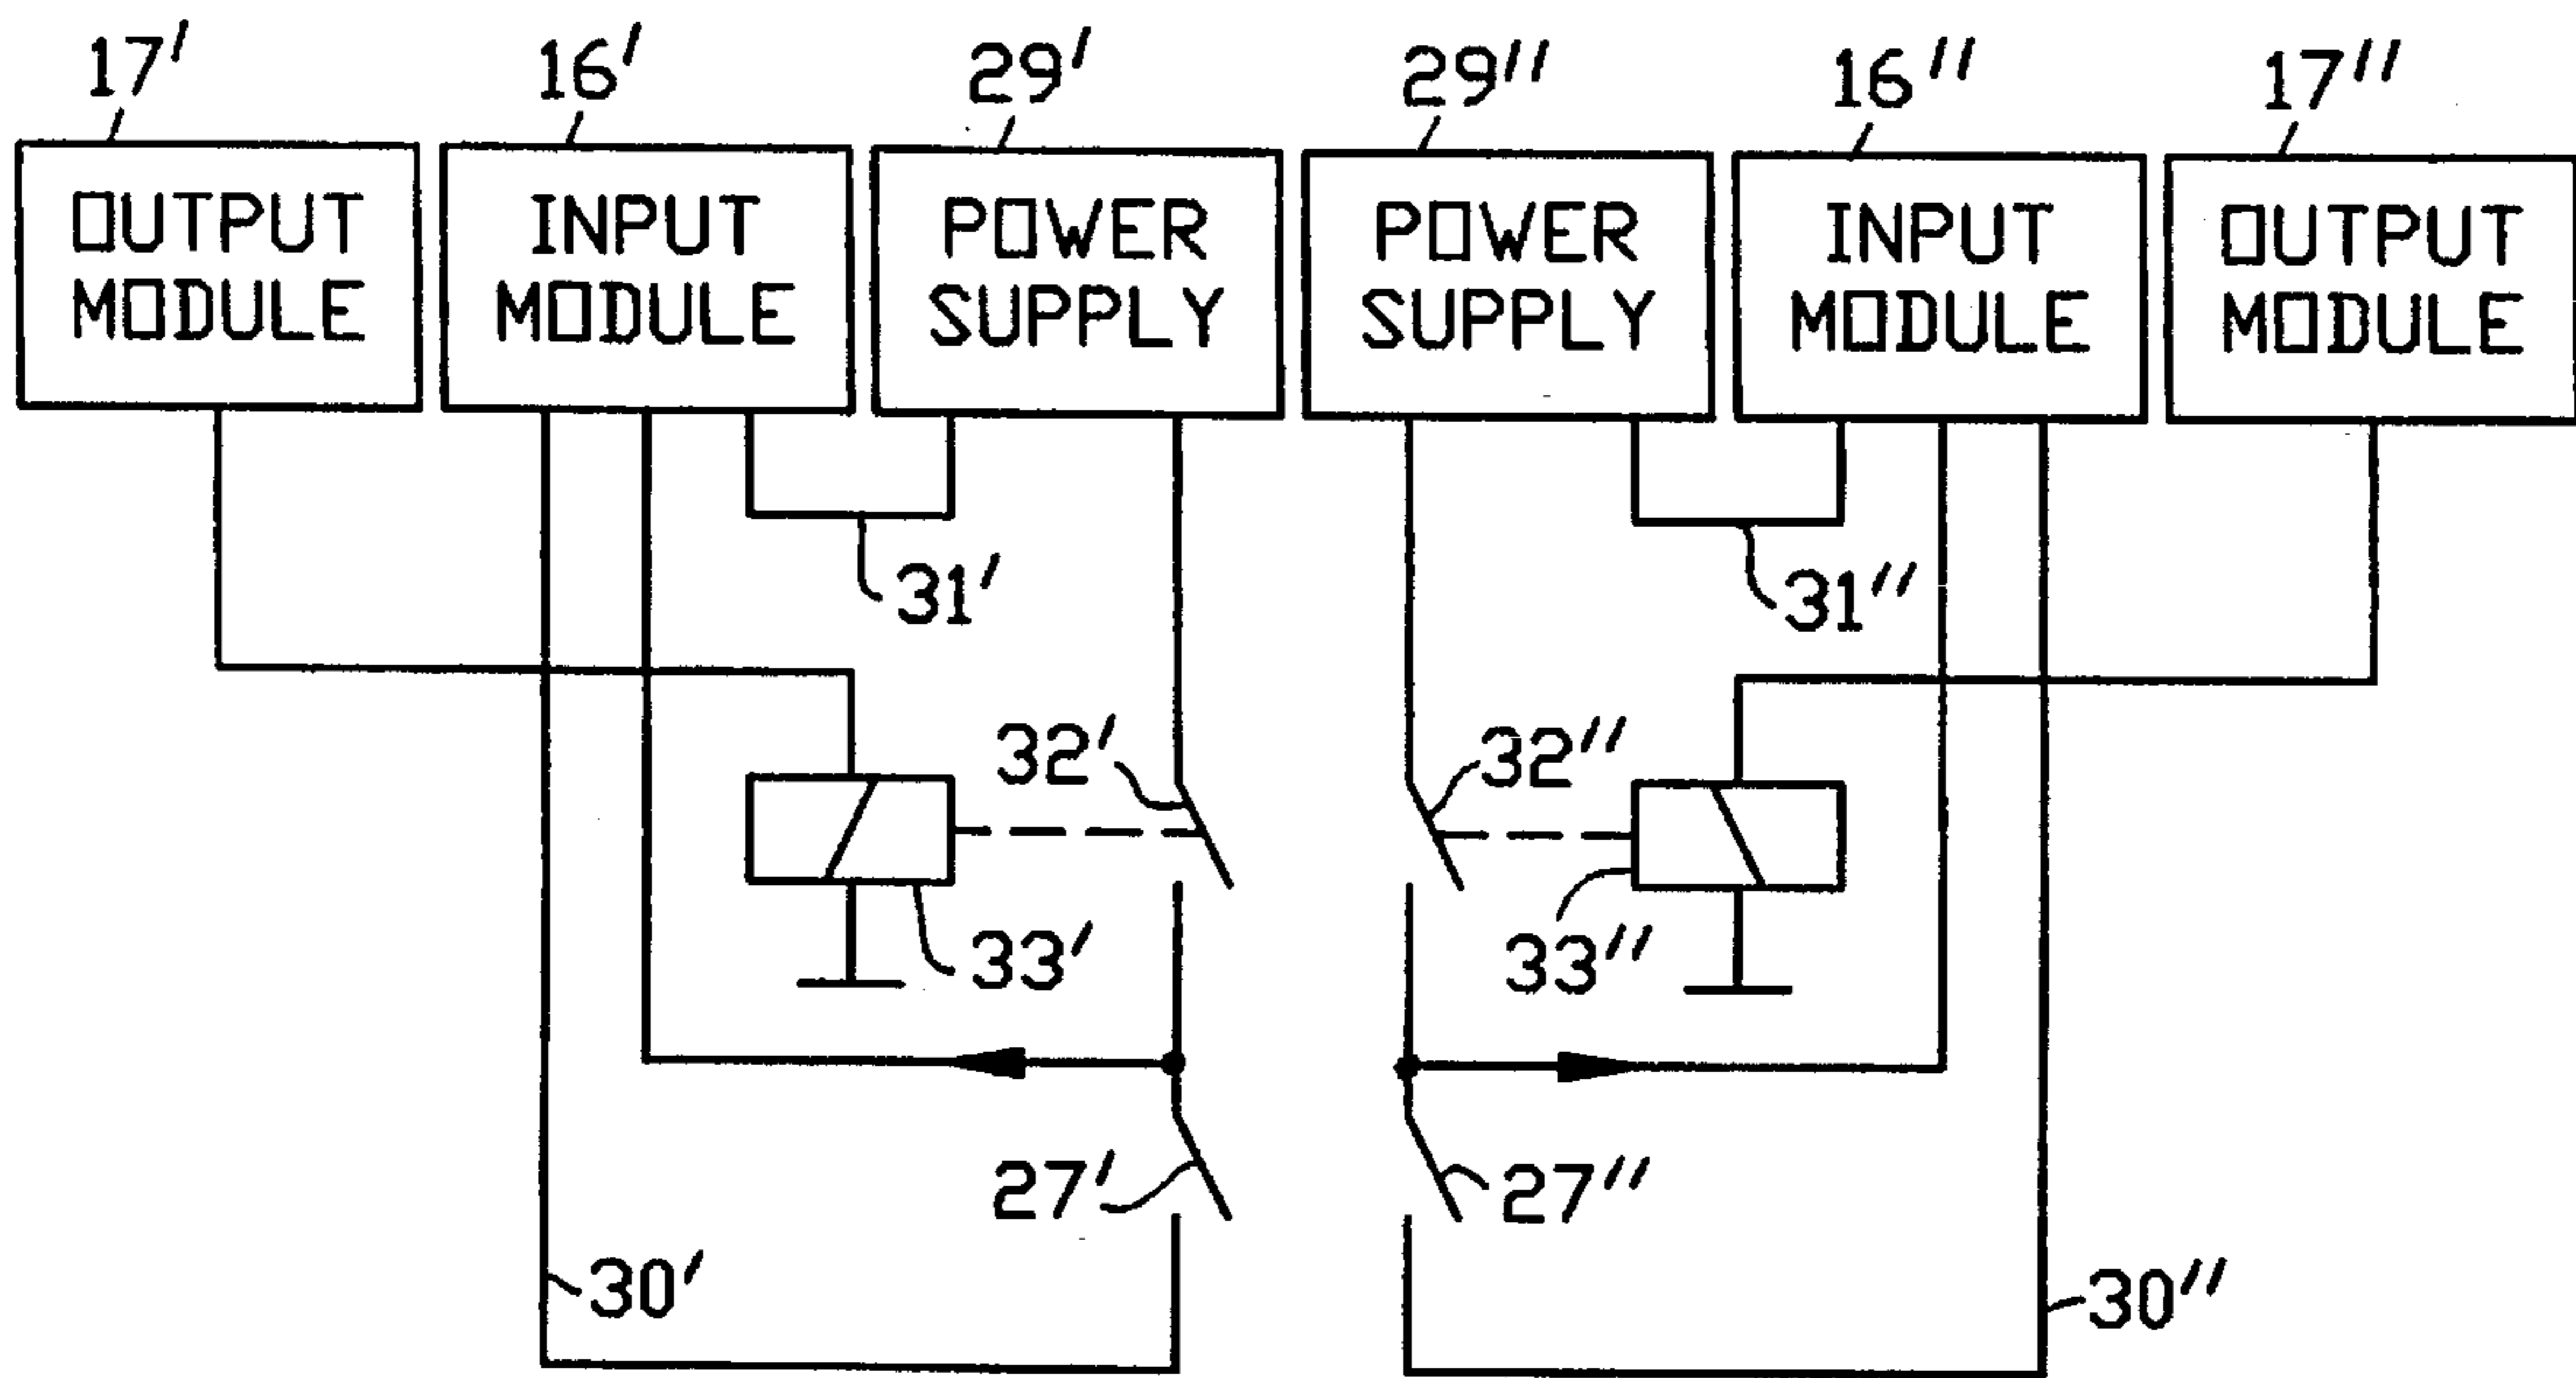 17' 16' 29' 29" 16" 17"
OUTPUT MODULE
INPUT MODULE
POWER SUPPLY
POWER SUPPLY
INPUT MODULE
OUTPUT MODULE
31' 31"
32' 32"
33' 33"
27' 27"
30' 30"